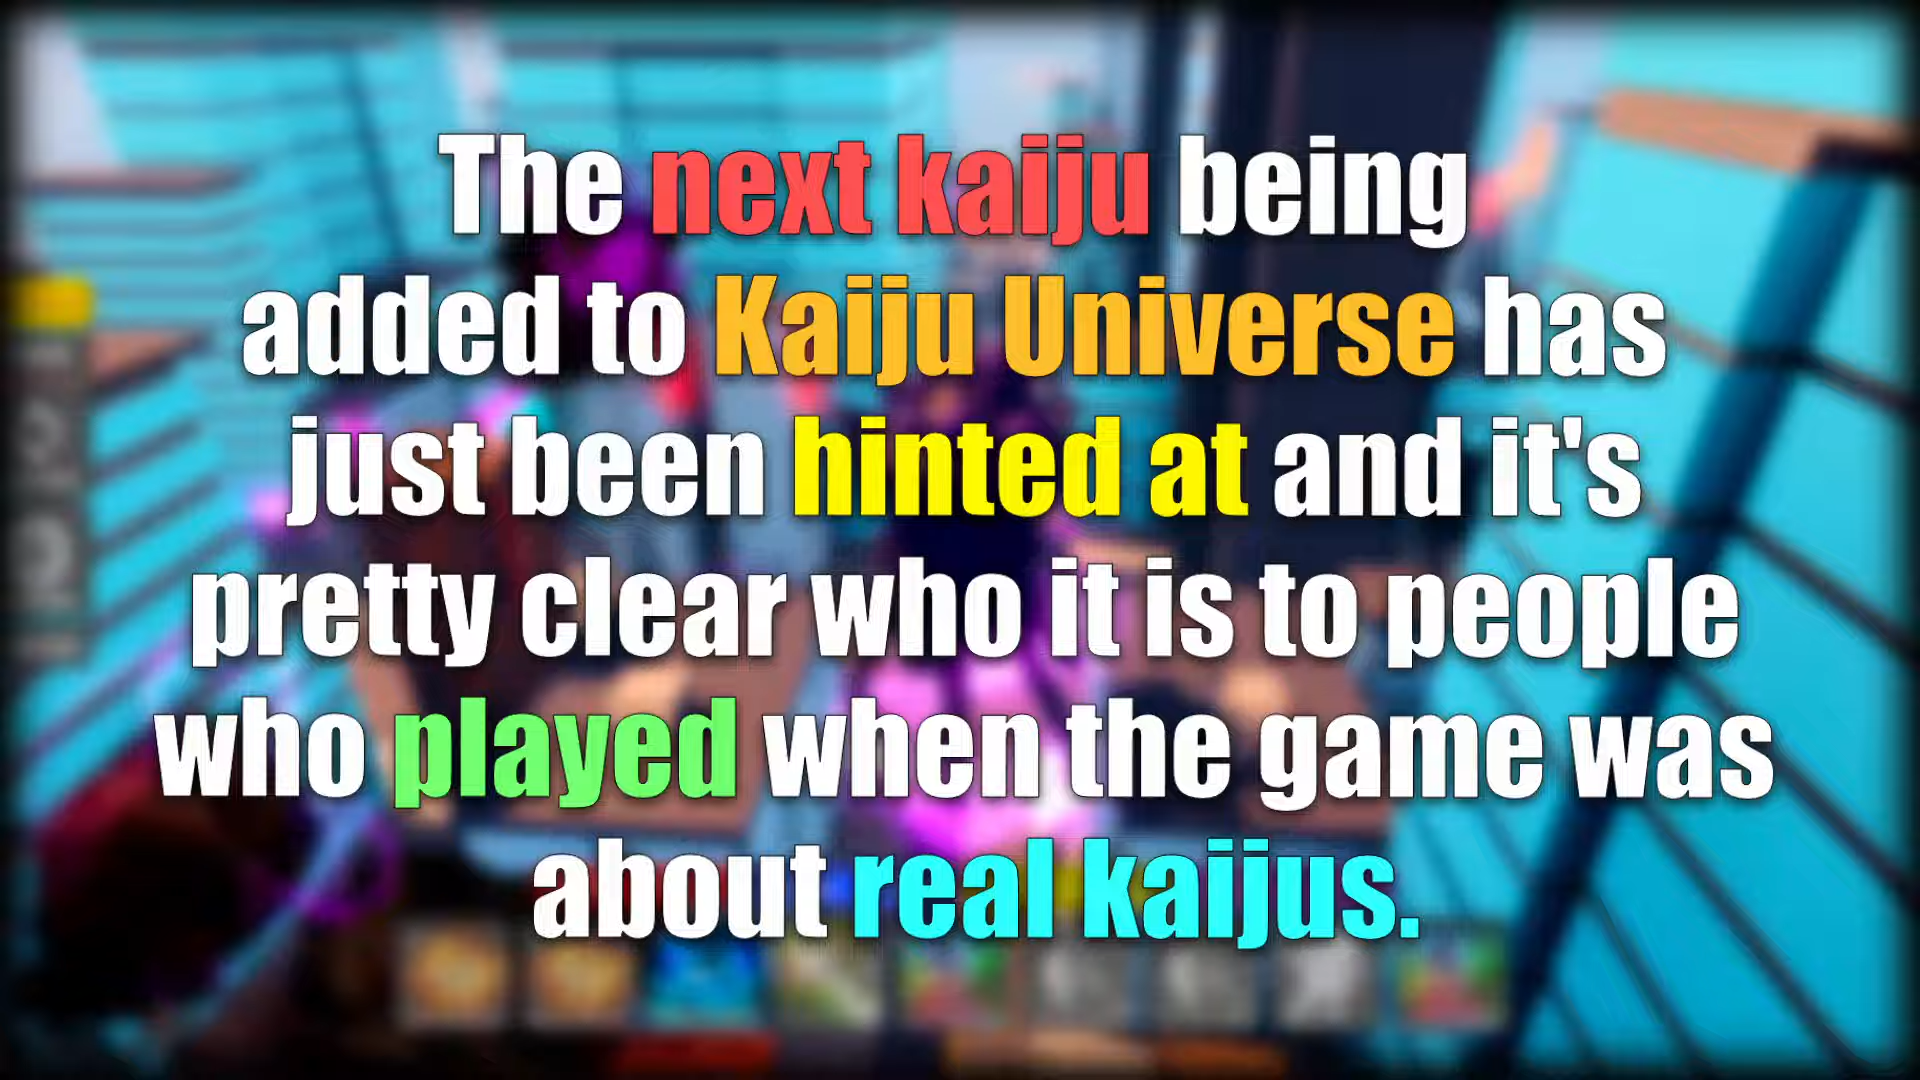 The next kaiju being
added to Kaiju Universe has
just been hinted at and it's
pretty clear who it is to people
who played when the game was
about real kaijus.